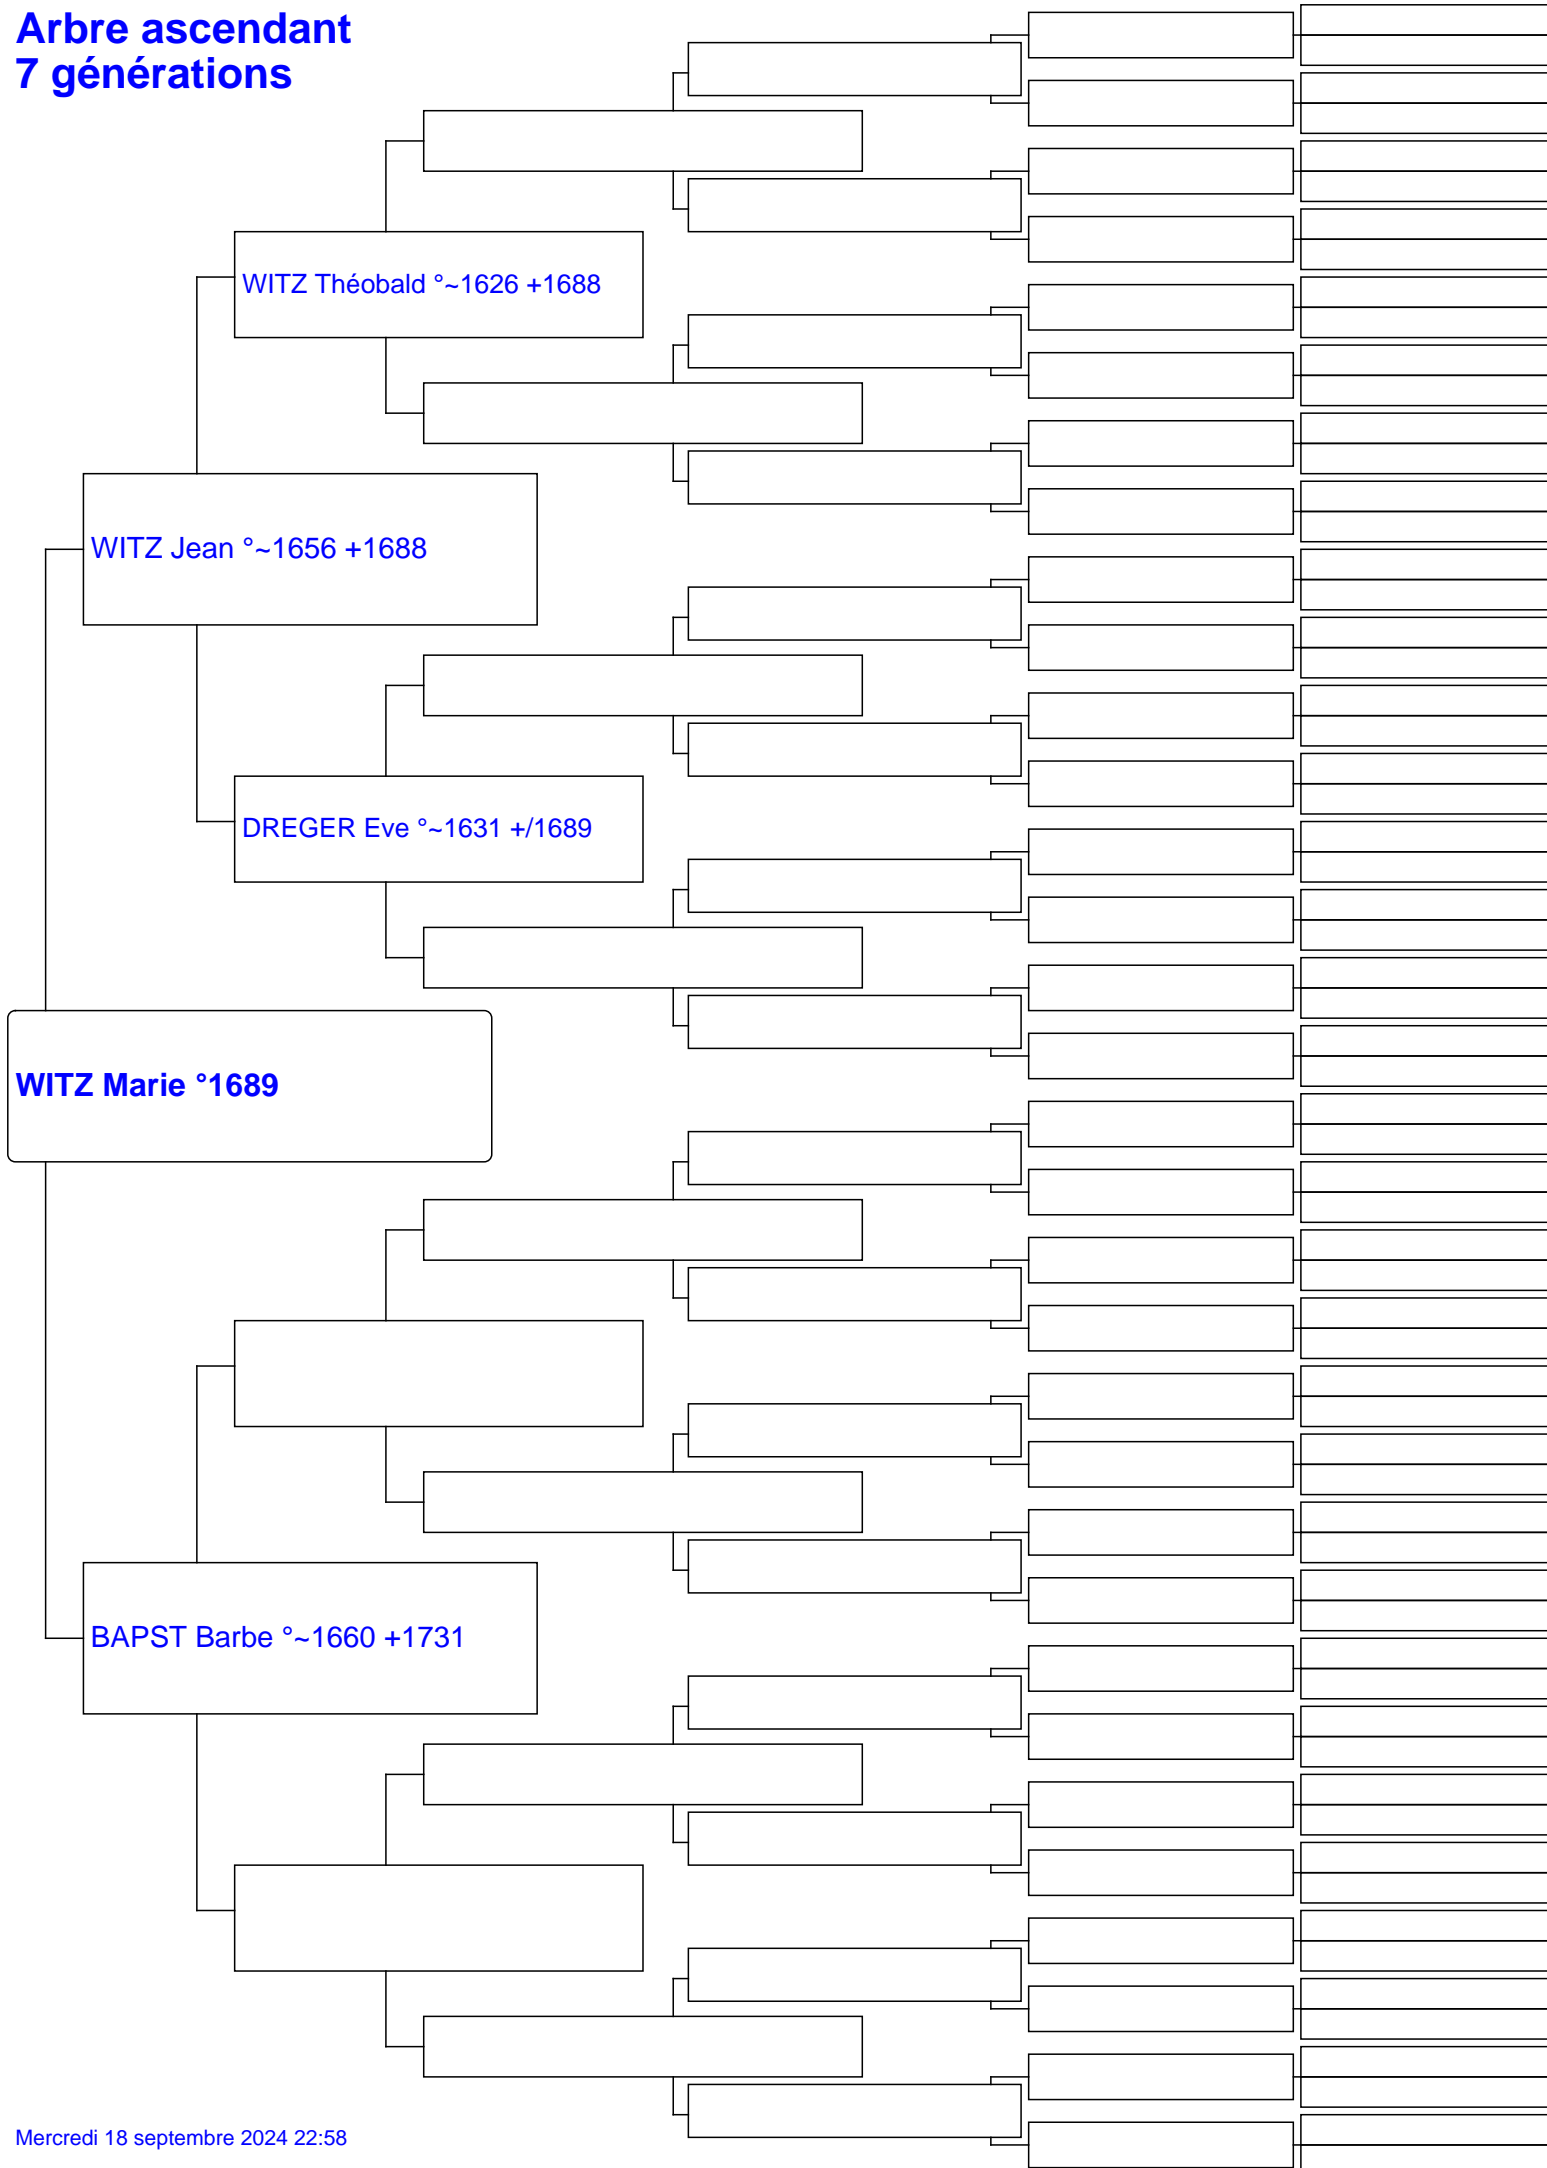 Arbre ascendant
7 générations
WITZ Théobald °~1626 +1688
WITZ Jean °~1656 +1688
DREGER Eve °~1631 +/1689
WITZ Marie °1689
BAPST Barbe °~1660 +1731
Mercredi 18 septembre 2024 22:58